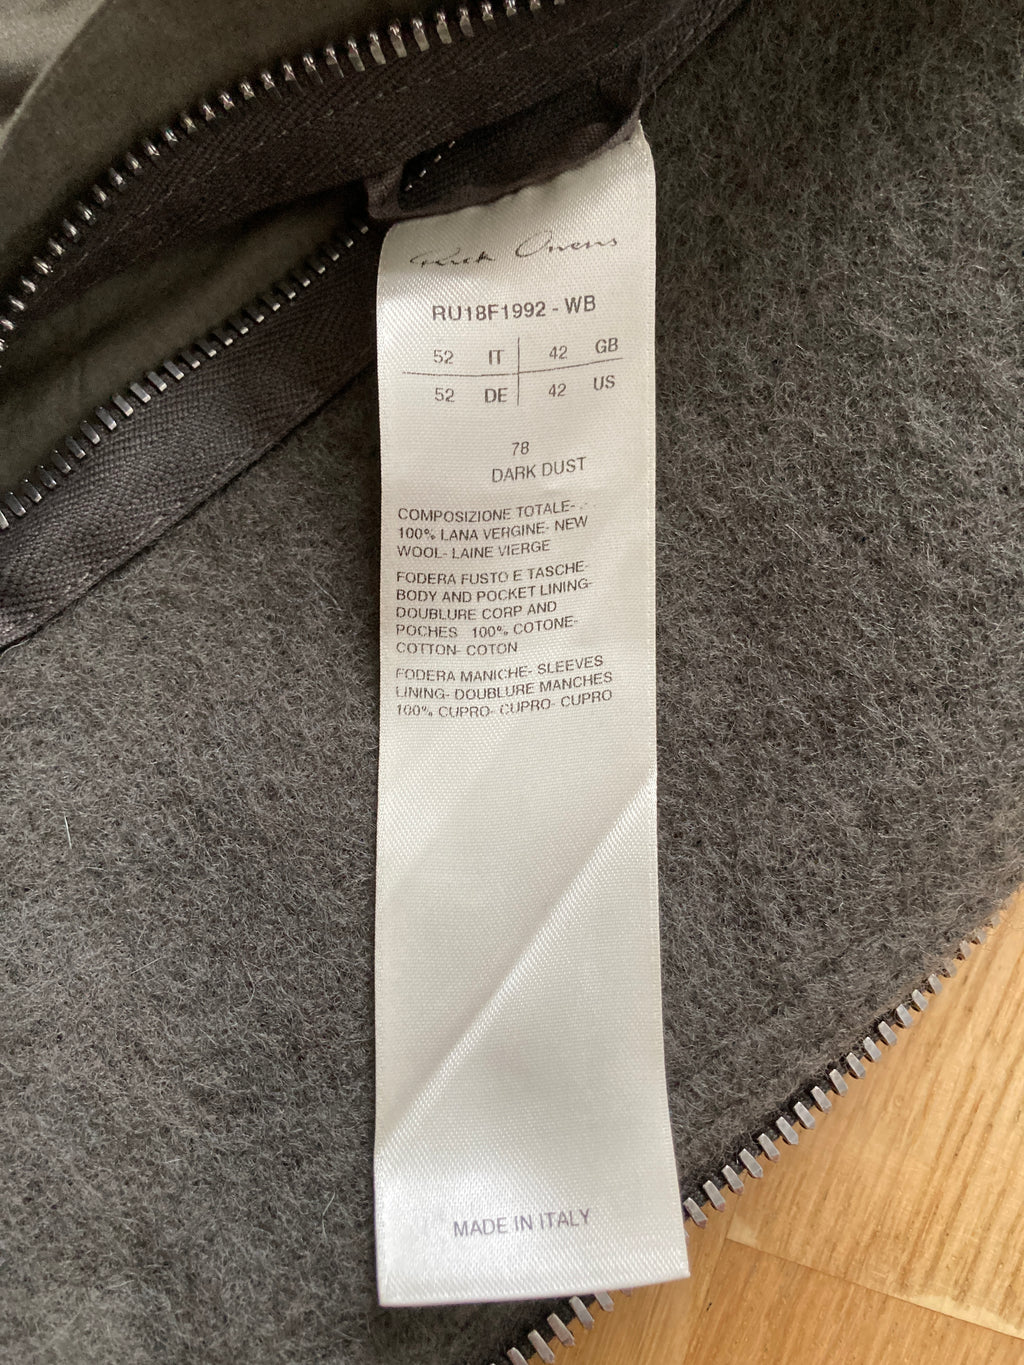 Rick Owens
RU18F1992 - WB
52 IT 42 GB
52 DE 42 US
78
DARK DUST
COMPOSIZIONE TOTALE-
100% LANA VERGINE- NEW
WOOL- LAINE VIERGE
FODERA FUSTO E TASCHE-
BODY AND POCKET LINING-
DOUBLURE CORP AND
POCHES 100% COTONE-
COTTON- COTON
FODERA MANICHE- SLEEVES
LINING- DOUBLURE MANCHES
100% CUPRO- CUPRO- CUPRO
MADE IN ITALY